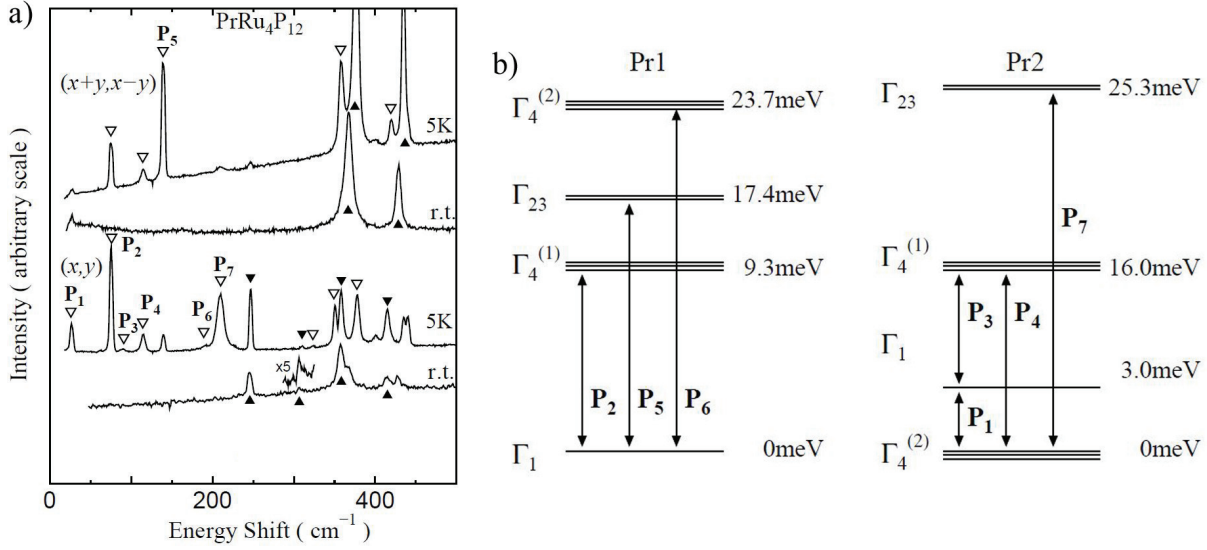 a)
PrRu₄P₁₂
P₅
(x+y,x−y)
5K
r.t.
P₂
(x,y)
P₁
P₃
P₄
P₆
P₇
5K
x5
r.t.
Intensity ( arbitrary scale )
0
200
400
Energy Shift ( cm⁻¹ )
b)
Pr1
Γ₄⁽²⁾
23.7meV
Γ₂₃
17.4meV
Γ₄⁽¹⁾
9.3meV
P₂
P₅
P₆
Γ₁
0meV
Pr2
Γ₂₃
25.3meV
P₇
Γ₄⁽¹⁾
16.0meV
P₃
P₄
Γ₁
3.0meV
P₁
Γ₄⁽²⁾
0meV